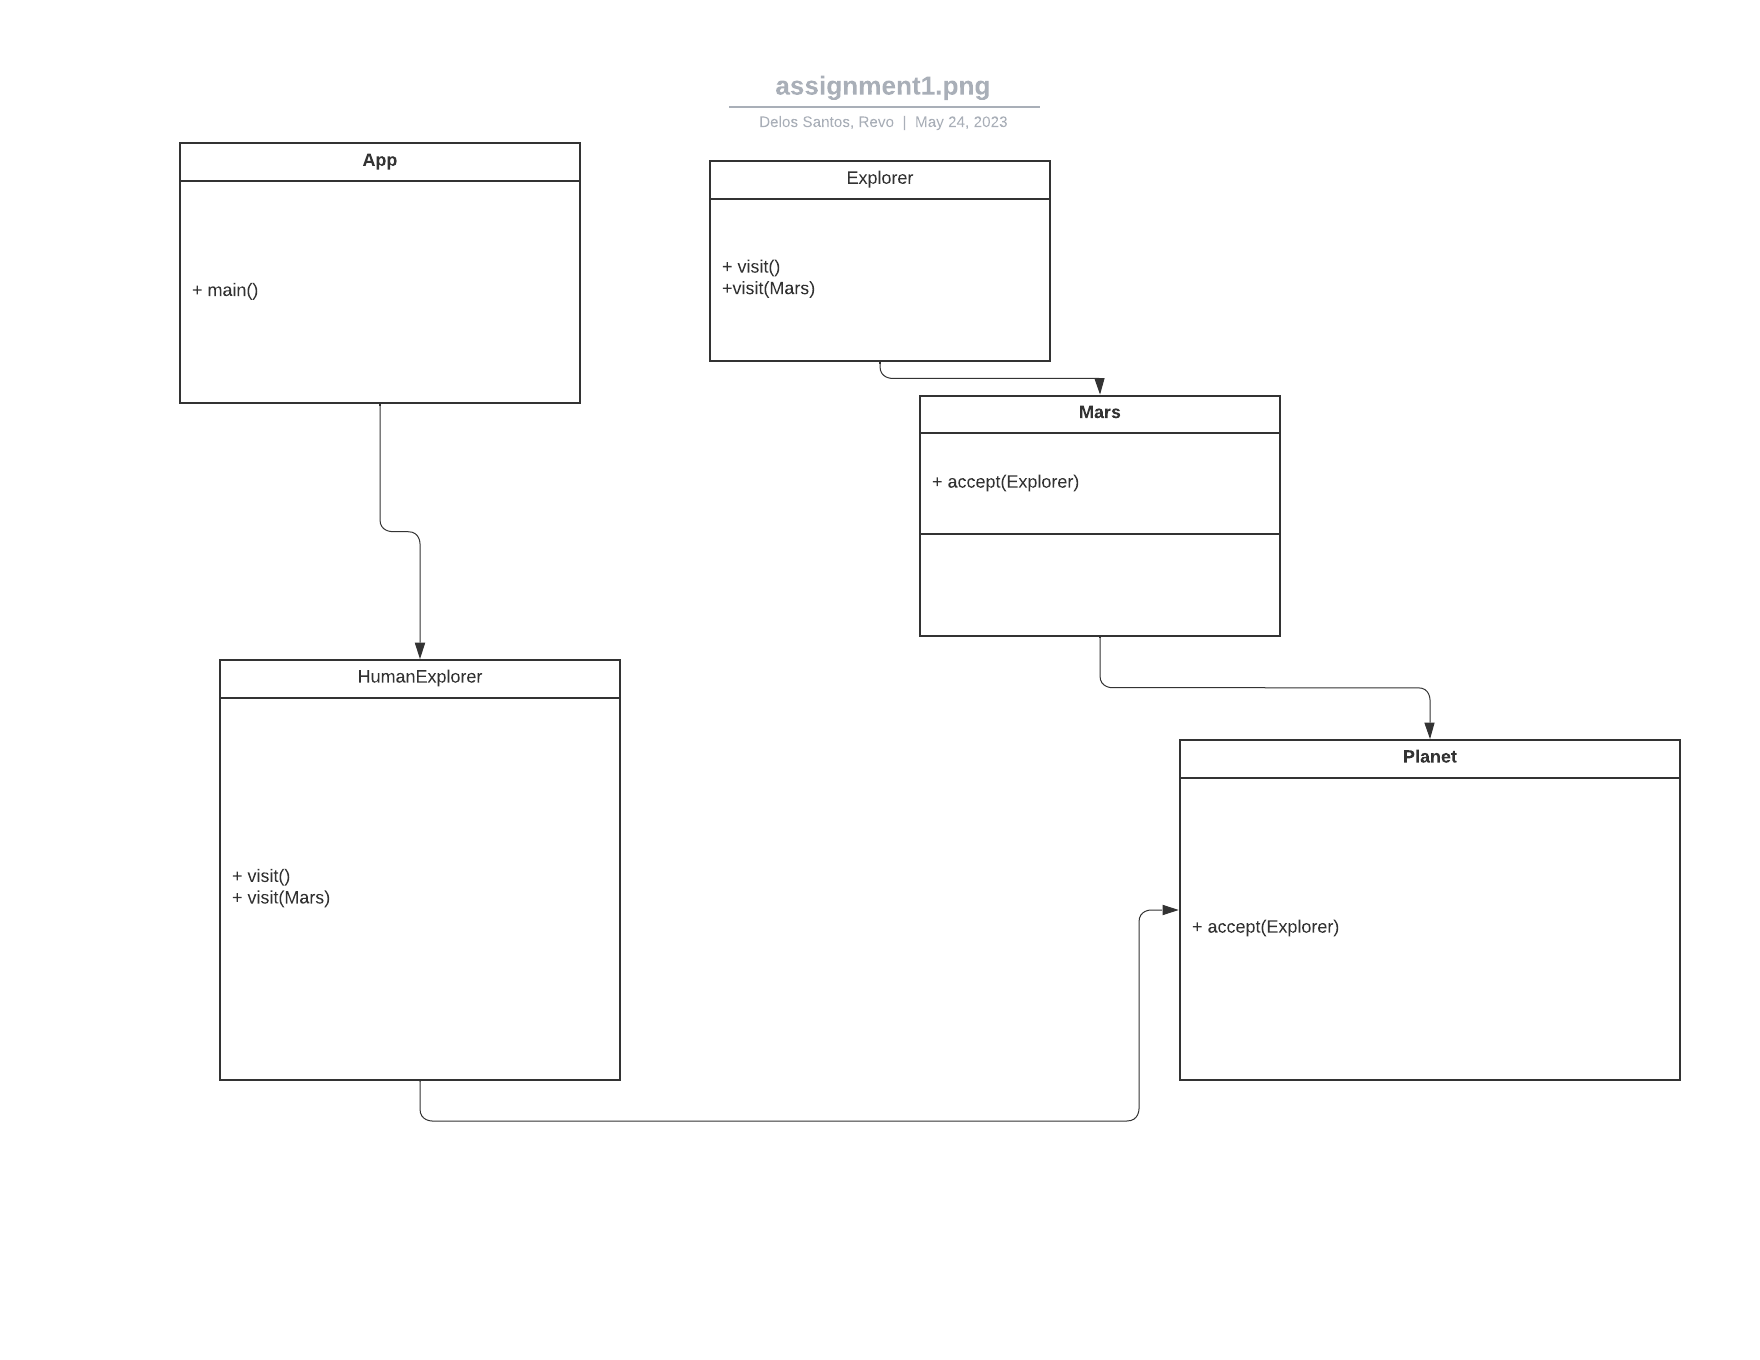 assignment1.png
Delos Santos, Revo | May 24, 2023
App
+ main()
Explorer
+ visit()
+visit(Mars)
Mars
+ accept(Explorer)
HumanExplorer
+ visit()
+ visit(Mars)
Planet
+ accept(Explorer)